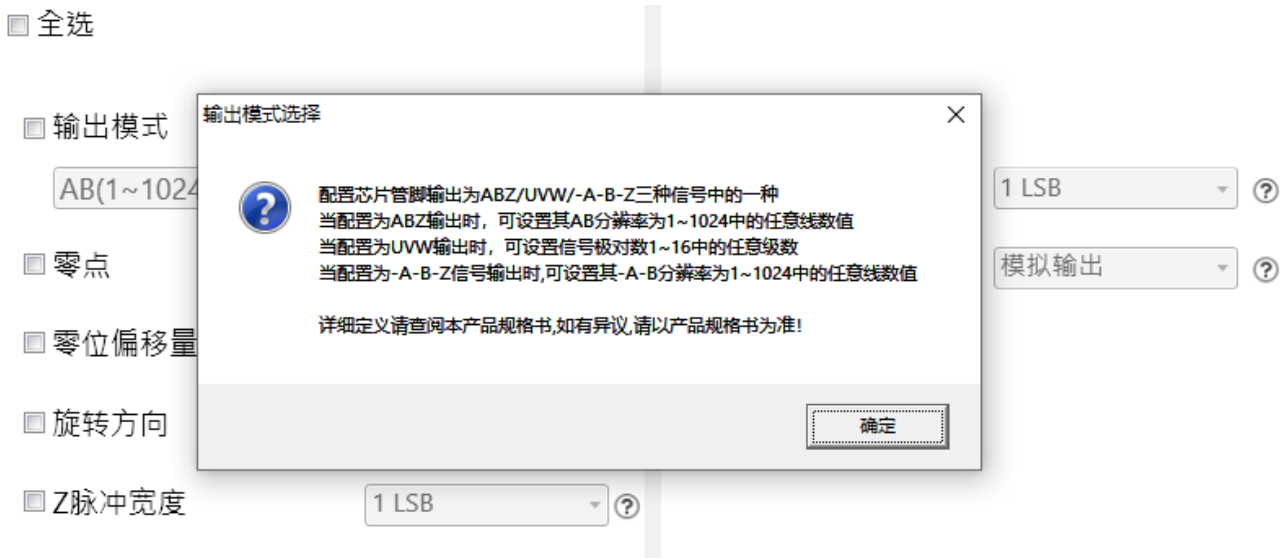 全选
输出模式
AB(1~1024
零点
零位偏移量
旋转方向
Z脉冲宽度
1 LSB
输出模式选择
配置芯片管脚输出为ABZ/UVW/-A-B-Z三种信号中的一种
当配置为ABZ输出时，可设置其AB分辨率为1~1024中的任意线数值
当配置为UVW输出时，可设置信号极对数1~16中的任意级数
当配置为-A-B-Z信号输出时,可设置其-A-B分辨率为1~1024中的任意线数值
详细定义请查阅本产品规格书,如有异议,请以产品规格书为准!
确定
1 LSB
模拟输出